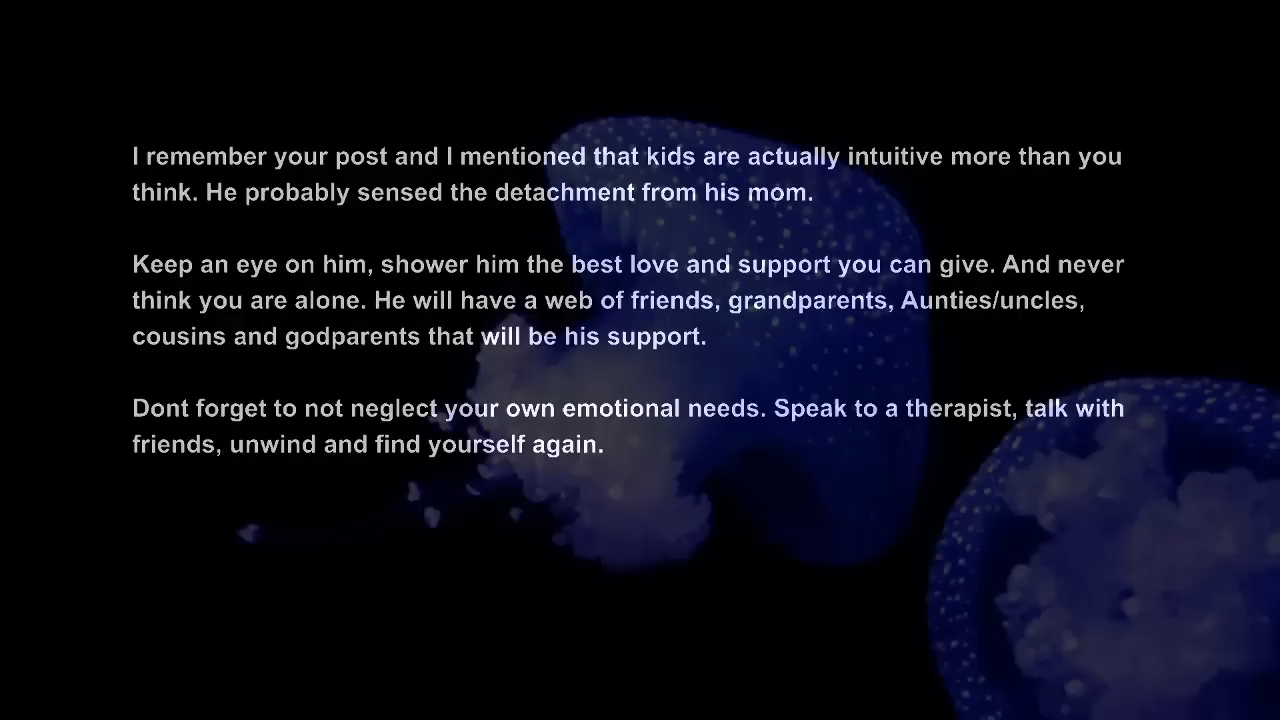 I remember your post and I mentioned that kids are actually intuitive more than you
think. He probably sensed the detachment from his mom.
Keep an eye on him, shower him the best love and support you can give. And never
think you are alone. He will have a web of friends, grandparents, Aunties/uncles,
cousins and godparents that will be his support.
Dont forget to not neglect your own emotional needs. Speak to a therapist, talk with
friends, unwind and find yourself again.